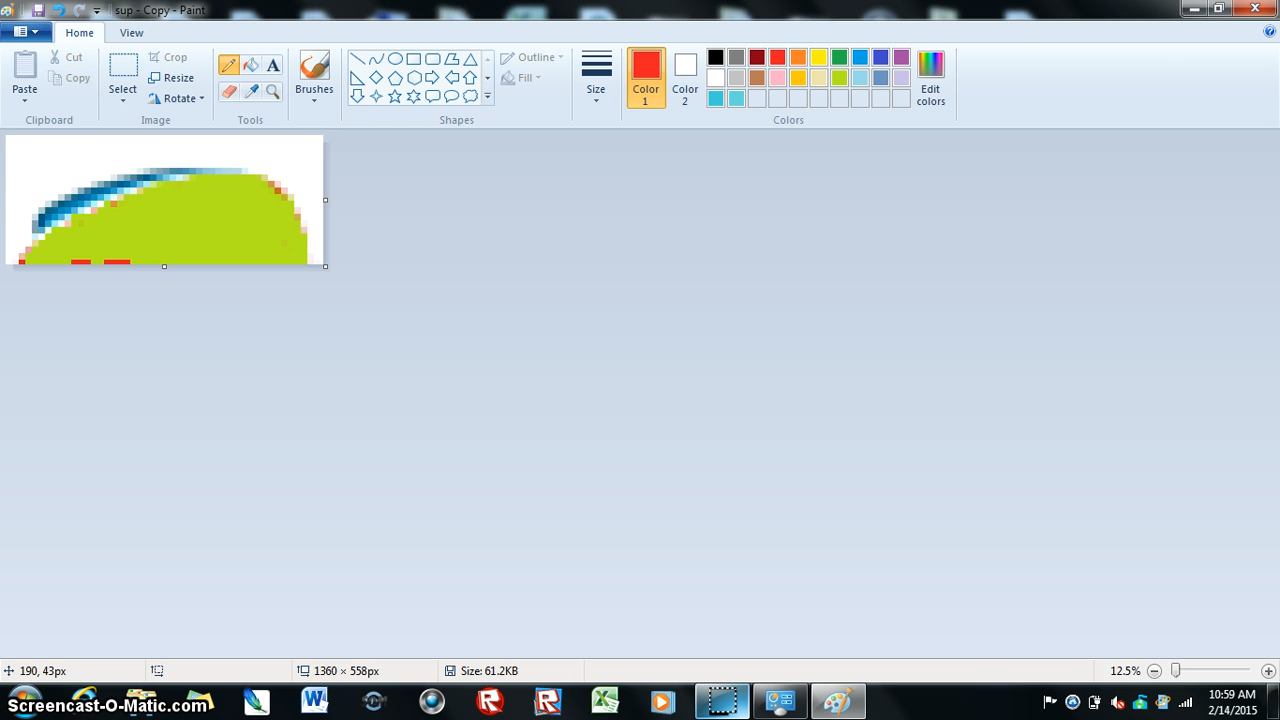 sup - Copy - Paint
Home View
Paste Cut Copy Clipboard
Select Crop Resize Rotate Image
A Tools
Brushes
Outline Fill Shapes
Size
Color 1
Color 2
Edit colors
Colors
190, 43px 1360 × 558px Size: 61.2KB 12.5%
10:59 AM
2/14/2015
Screencast-O-Matic.com